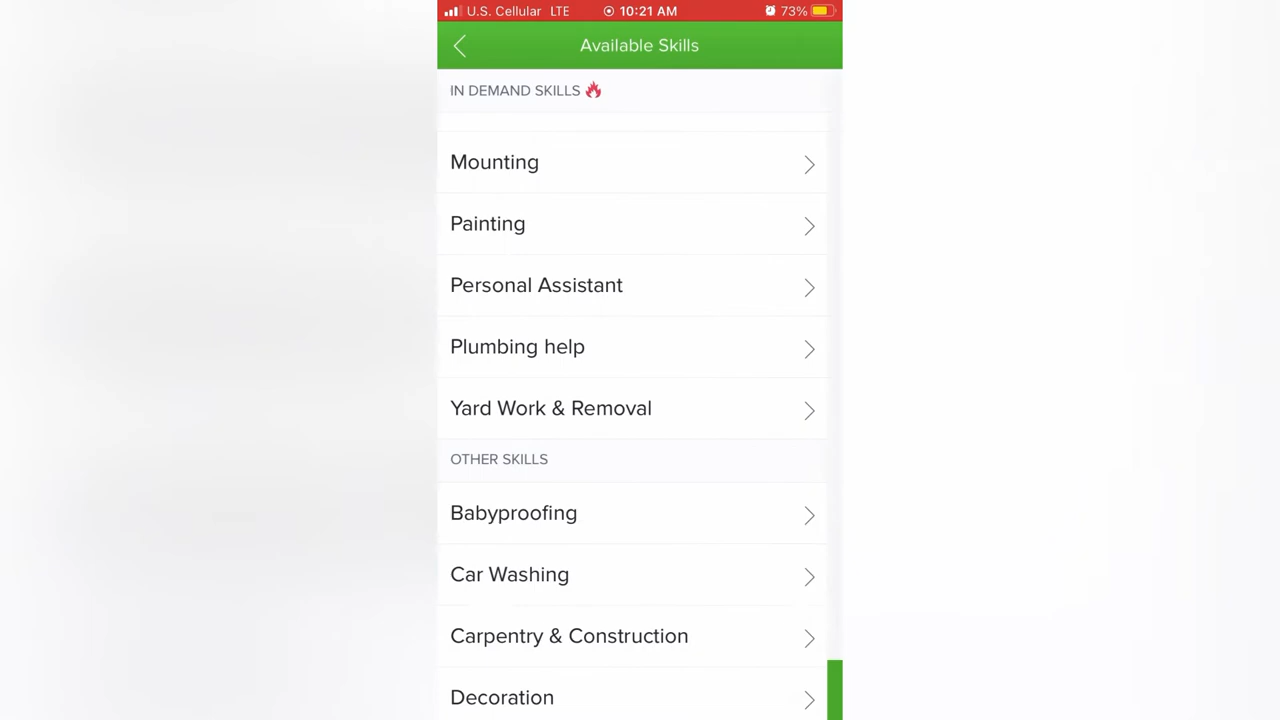 U.S. Cellular LTE 10:21 AM 73%
Available Skills
IN DEMAND SKILLS
Mounting
Painting
Personal Assistant
Plumbing help
Yard Work & Removal
OTHER SKILLS
Babyproofing
Car Washing
Carpentry & Construction
Decoration